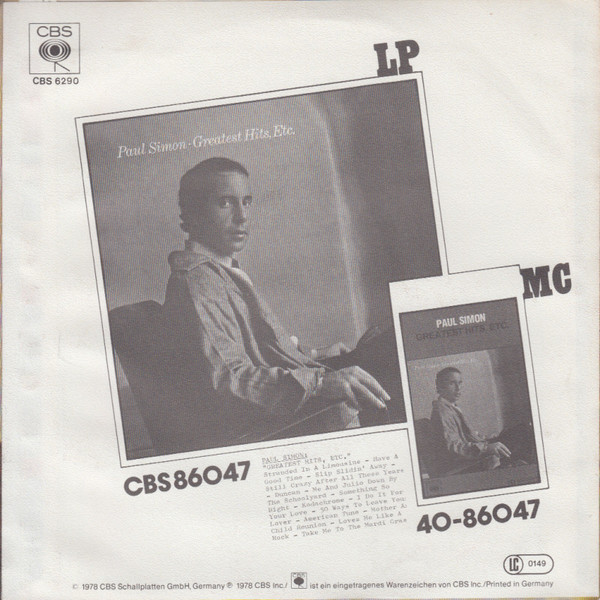 CBS
CBS 6290
LP
Paul Simon-Greatest Hits, Etc.
MC
PAUL SIMON
GREATEST HITS, ETC.
Paul Simon-Greatest Hits, Etc.
CBS 86047
PAUL SIMON:
"GREATEST HITS, ETC."
Stranded In A Limousine - Have A
Good Time - Slip Slidin' Away -
Still Crazy After All These Years
- Duncan - Me And Julio Down By
The Schoolyard - Something So
Right - Kodachrome - I Do It For
Your Love - 50 Ways To Leave Your
Lover - American Tune - Mother &
Child Reunion - Loves Me Like A
Rock - Take Me To The Mardi Gras
40-86047
LC 0149
© 1978 CBS Schallplatten GmbH, Germany ℗ 1978 CBS Inc./ ist ein eingetragenes Warenzeichen von CBS Inc./Printed in Germany